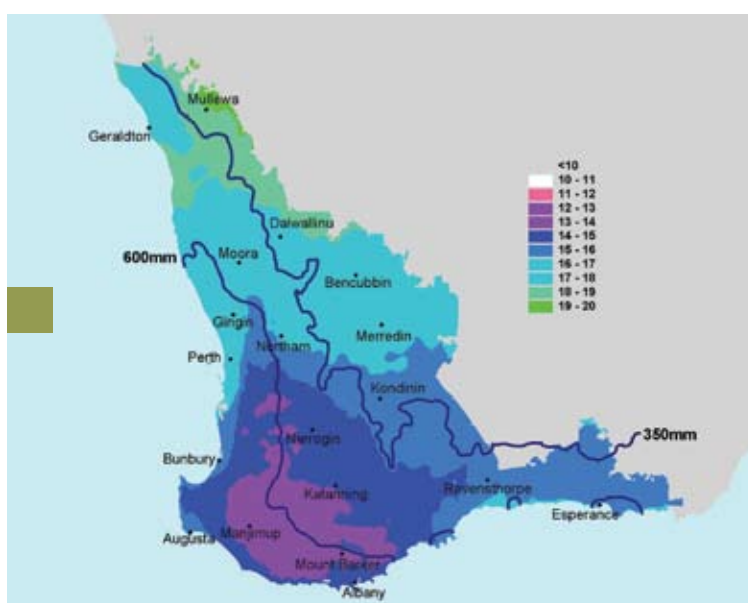 Mullewa
Geraldton
<10
10 - 11
11 - 12
12 - 13
13 - 14
14 - 15
15 - 16
16 - 17
17 - 18
18 - 19
19 - 20
Dalwallinu
600mm
Moora
Bencubbin
Gingin
Northam
Merredin
Perth
Kondinin
Narrogin
350mm
Bunbury
Katanning
Ravensthorpe
Esperance
Augusta
Manjimup
Mount Barker
Albany